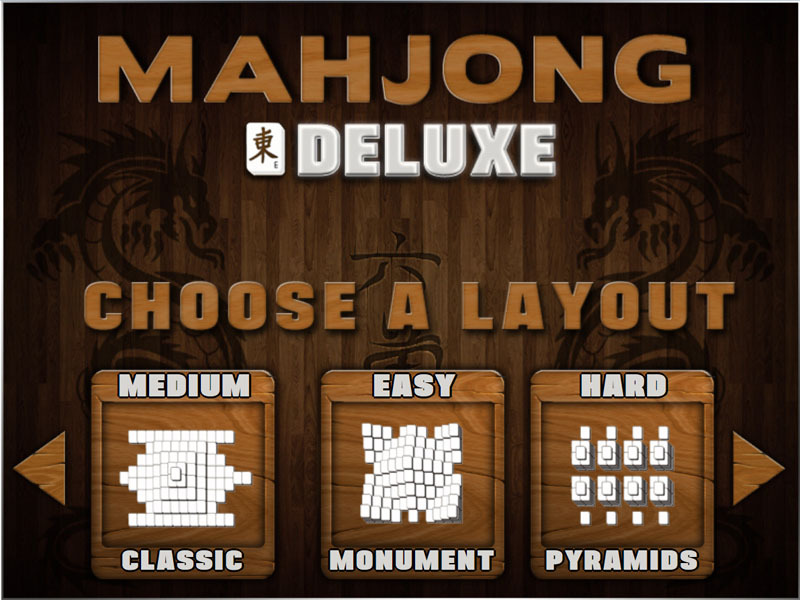 MAHJONG
東 E DELUXE
CHOOSE A LAYOUT
MEDIUM EASY HARD
CLASSIC MONUMENT PYRAMIDS